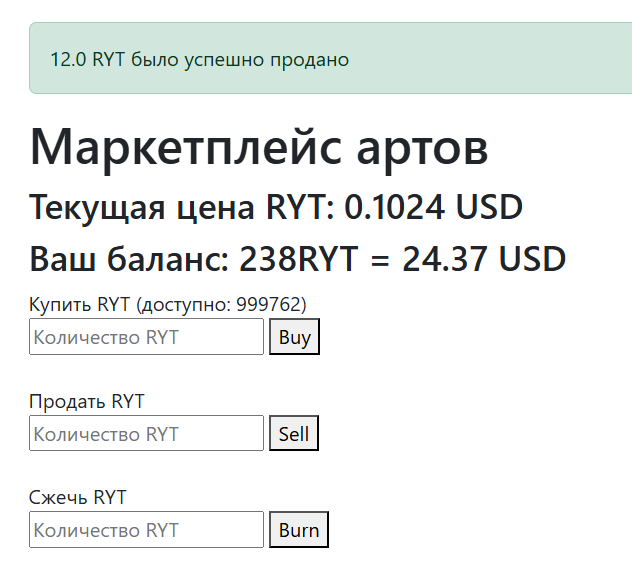 12.0 RYT было успешно продано
Маркетплейс артов
Текущая цена RYT: 0.1024 USD
Ваш баланс: 238RYT = 24.37 USD
Купить RYT (доступно: 999762)
Количество RYT Buy
Продать RYT
Количество RYT Sell
Сжечь RYT
Количество RYT Burn